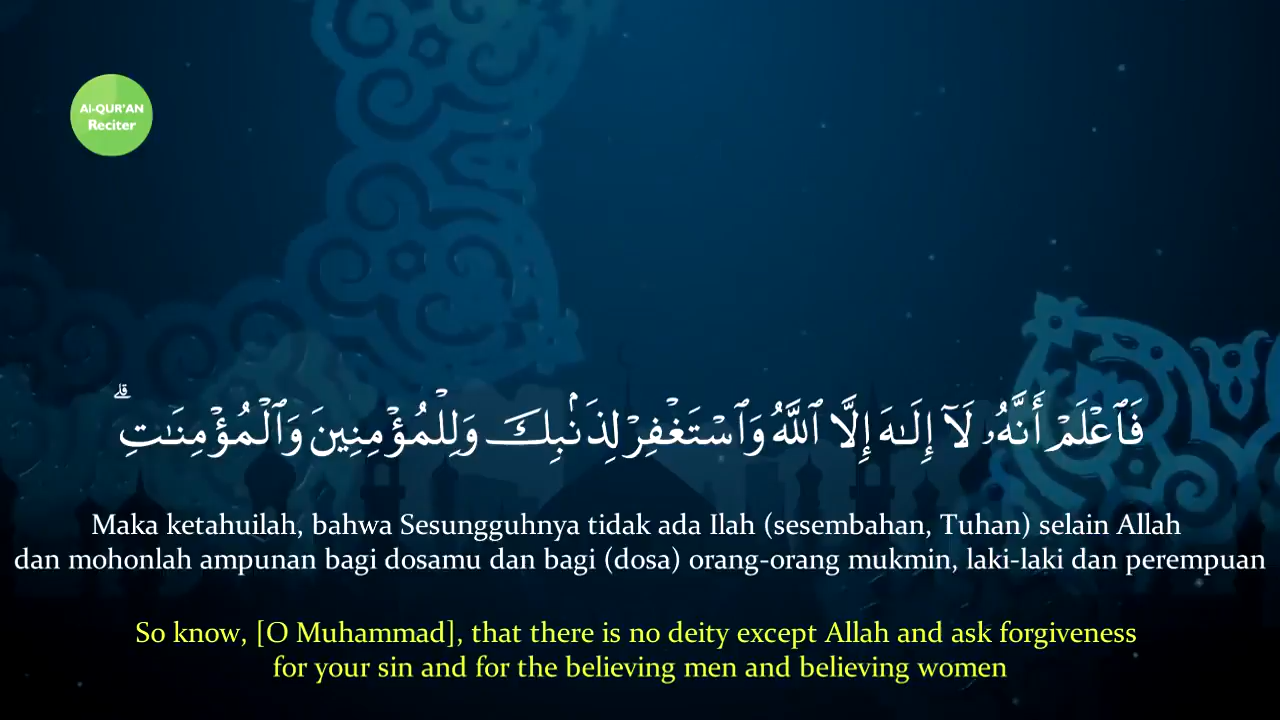 Al-QUR'AN
Reciter
فَٱعْلَمْ أَنَّهُۥ لَآ إِلَـٰهَ إِلَّا ٱللَّهُ وَٱسْتَغْفِرْ لِذَنۢبِكَ وَلِلْمُؤْمِنِينَ وَٱلْمُؤْمِنَـٰتِ ۗ
Maka ketahuilah, bahwa Sesungguhnya tidak ada Ilah (sesembahan, Tuhan) selain Allah
dan mohonlah ampunan bagi dosamu dan bagi (dosa) orang-orang mukmin, laki-laki dan perempuan
So know, [O Muhammad], that there is no deity except Allah and ask forgiveness
for your sin and for the believing men and believing women